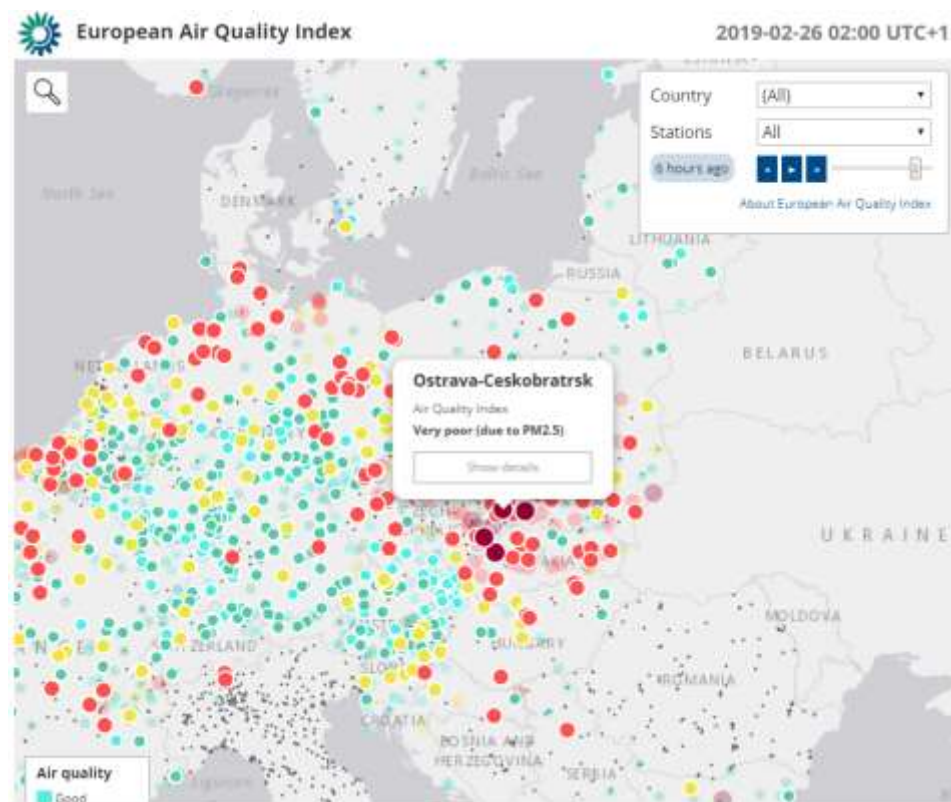 European Air Quality Index
2019-02-26 02:00 UTC+1
Country (All)
Stations All
6 hours ago
About European Air Quality Index
North Sea
Baltic Sea
DENMARK
LITHUANIA
RUSSIA
BELARUS
Ostrava-Ceskobratrsk
Air Quality Index
Very poor (due to PM2.5)
Show details
UKRAINE
MOLDOVA
ROMANIA
CROATIA
BOSNIA AND
HERZEGOVINA
SERBIA
Air quality
Good